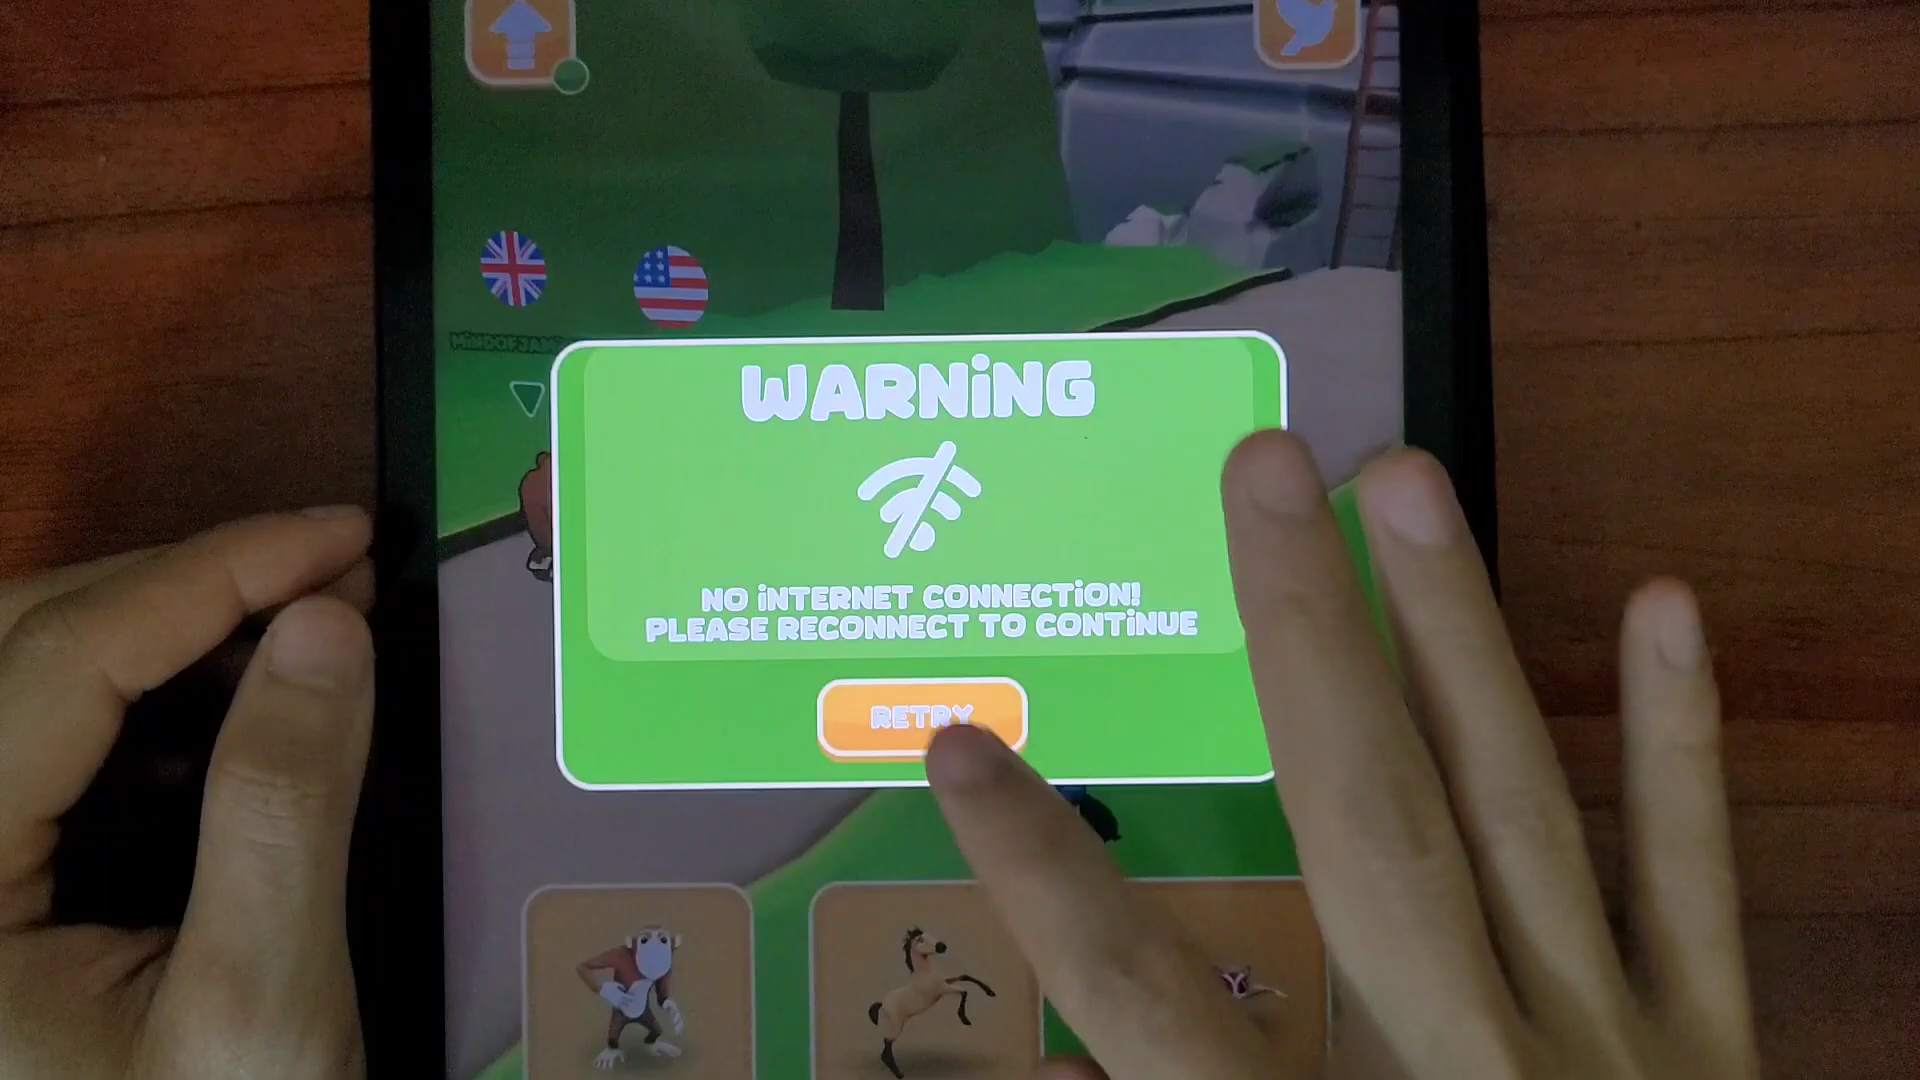 WARNiNG
NO iNTERNET CONNECTiON!
PLEASE RECONNECT TO CONTiNUE
RETRY